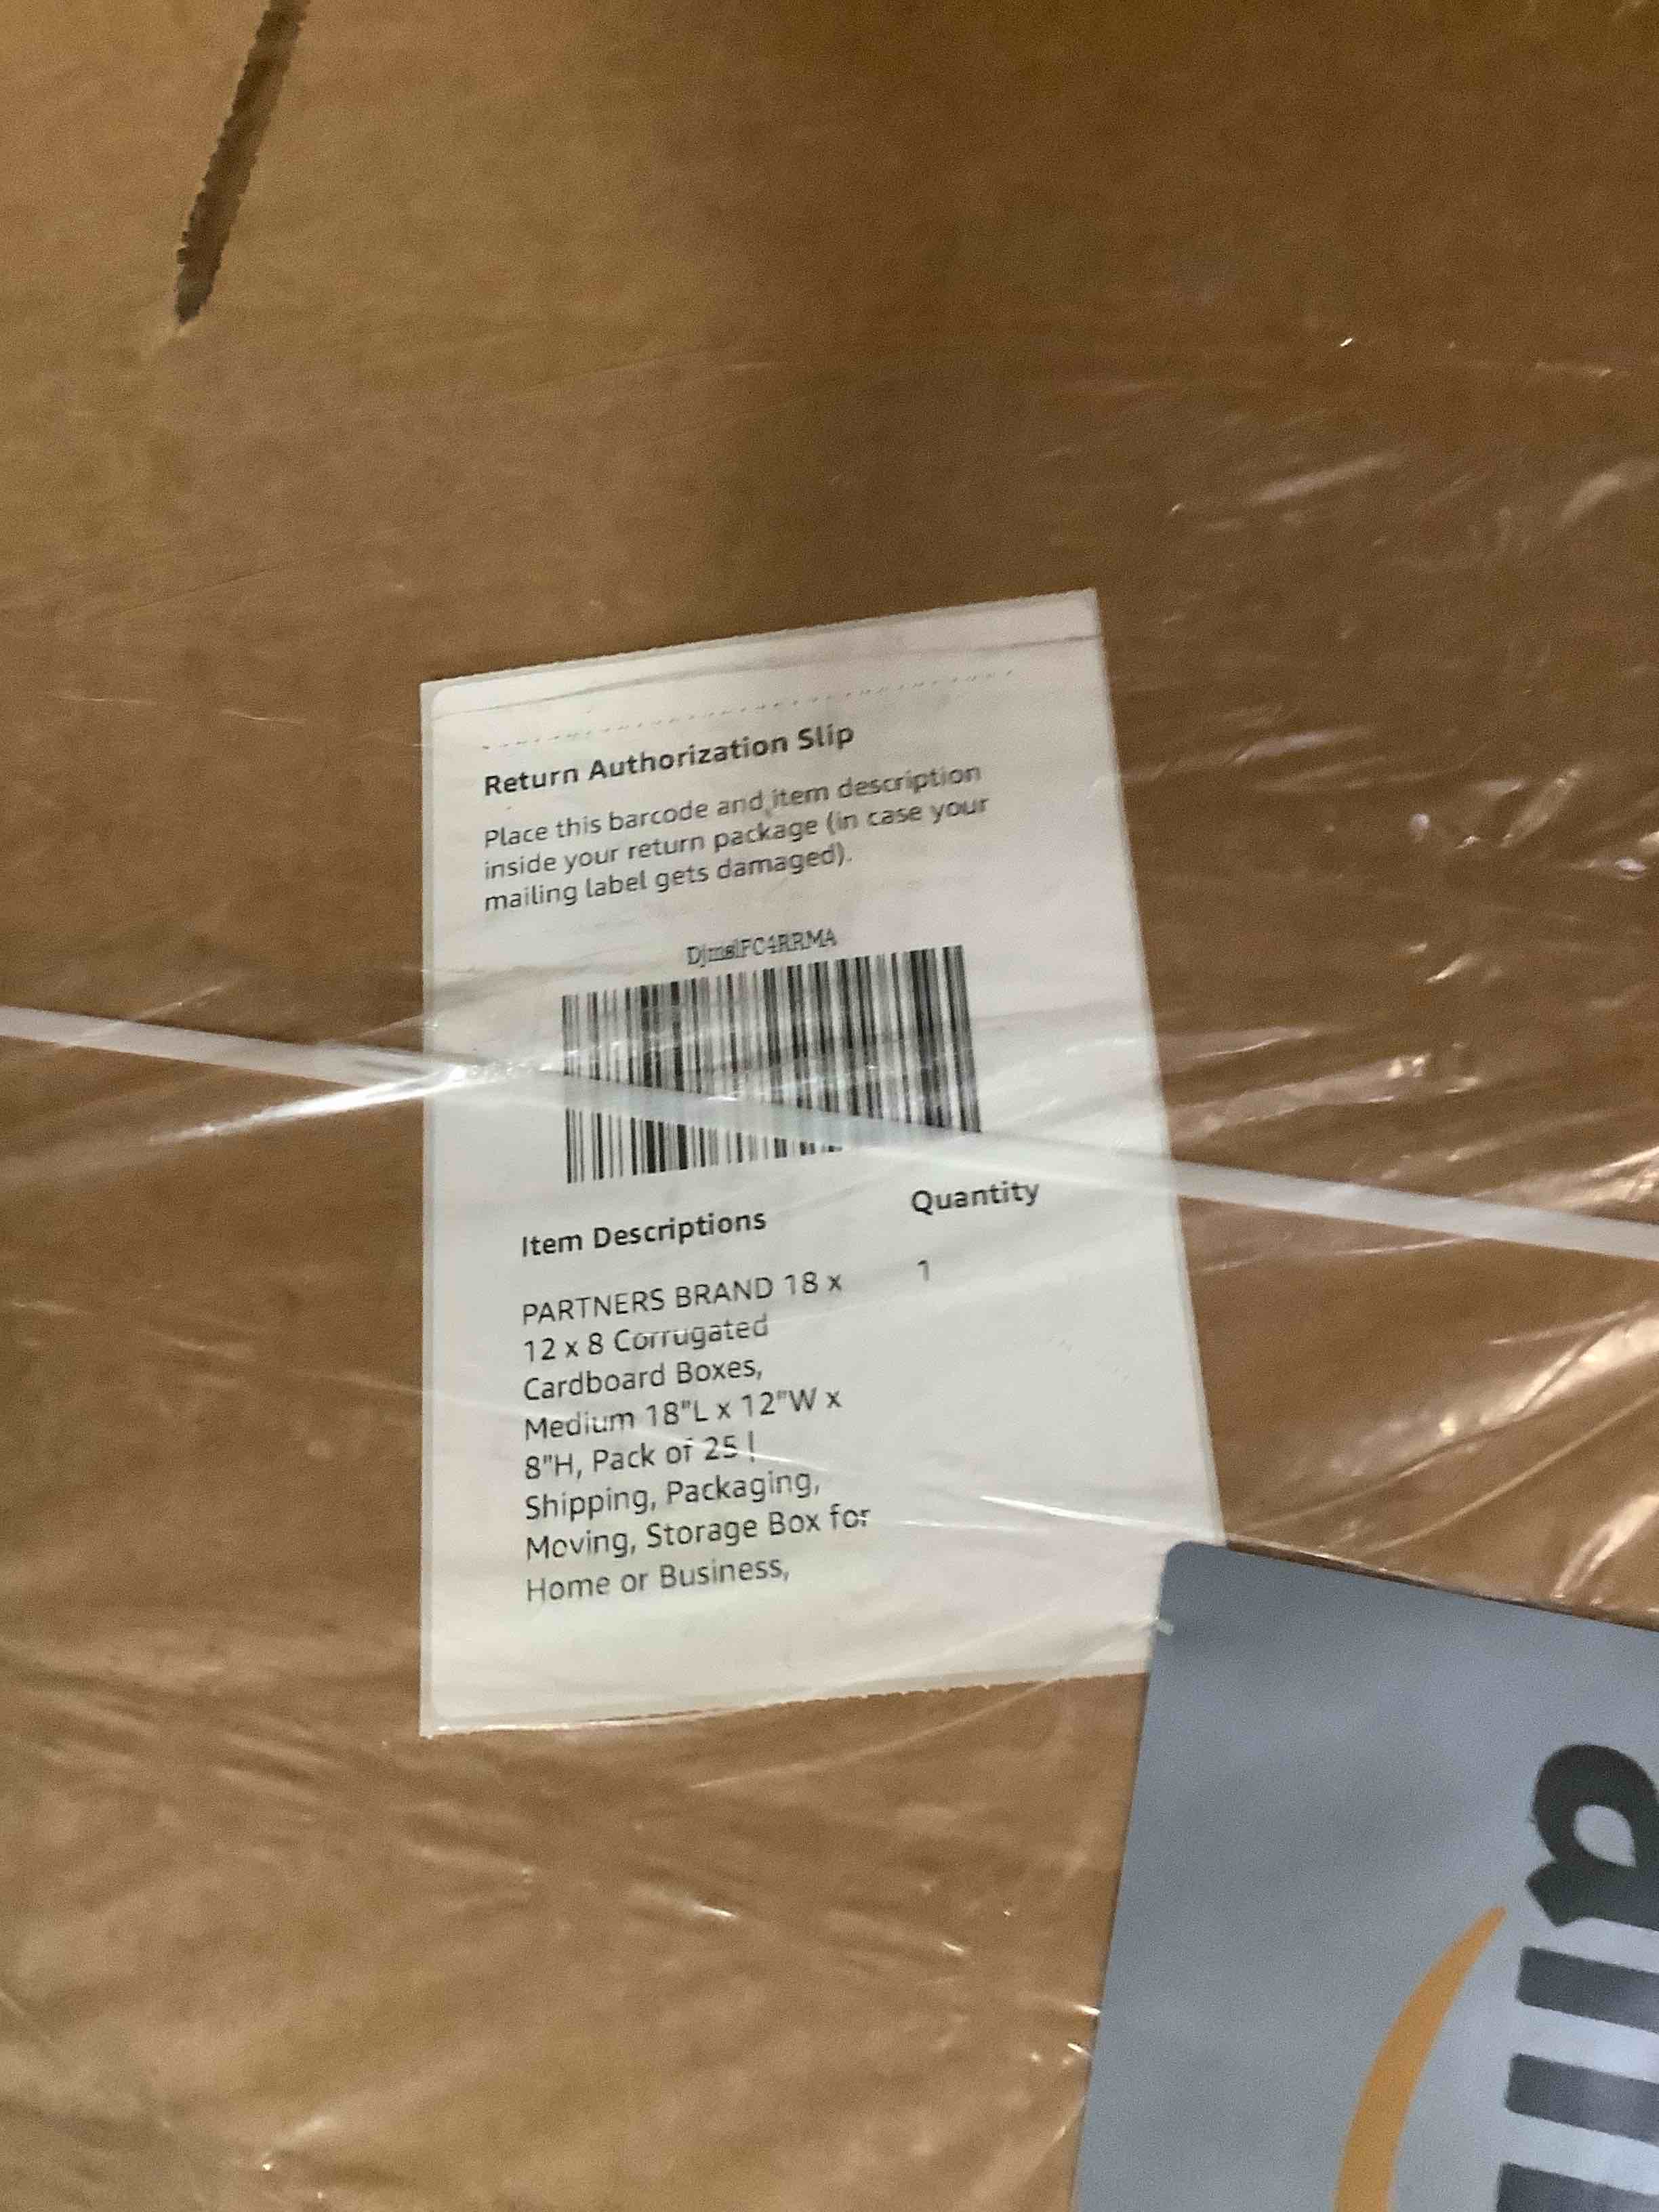 Return Authorization Slip
Place this barcode and item description
inside your return package (in case your
mailing label gets damaged).
DjmslFC4RRMA
Item Descriptions
Quantity
PARTNERS BRAND 18 x
12 x 8 Corrugated
Cardboard Boxes,
Medium 18"L x 12"W x
8"H, Pack of 25 |
Shipping, Packaging,
Moving, Storage Box for
Home or Business,
1